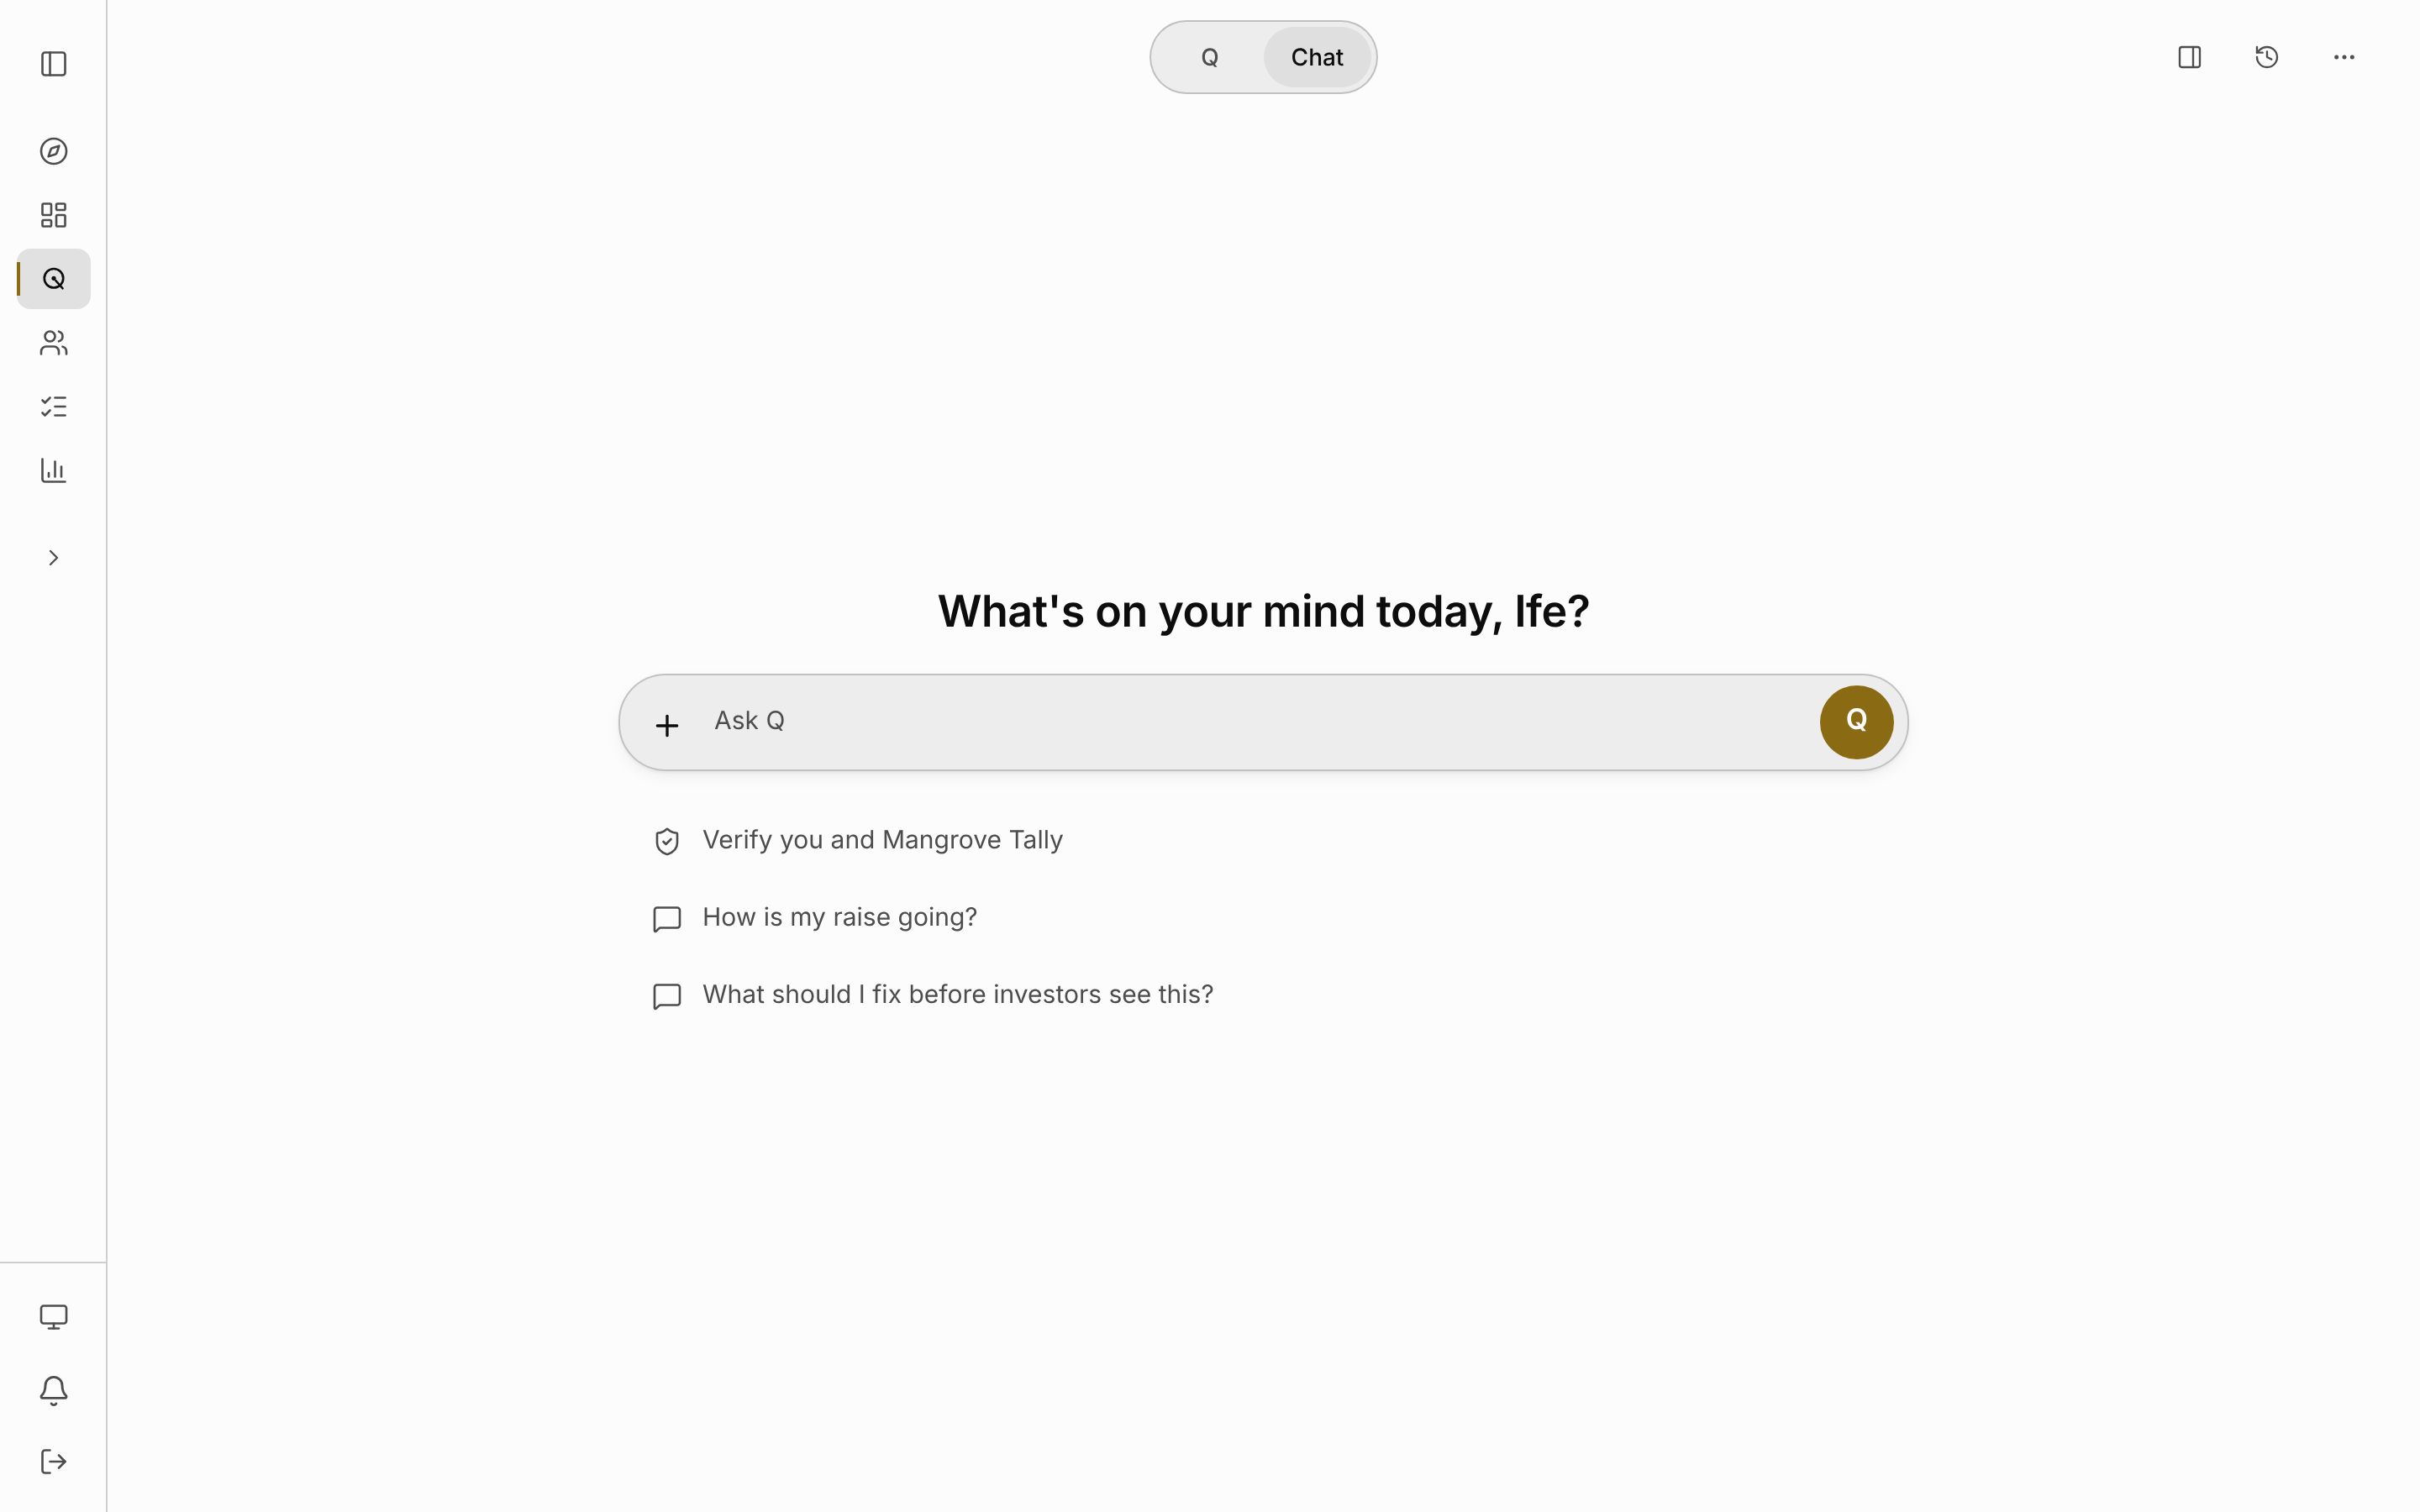 Q Chat
What's on your mind today, Ife?
Ask Q
Q
Verify you and Mangrove Tally
How is my raise going?
What should I fix before investors see this?